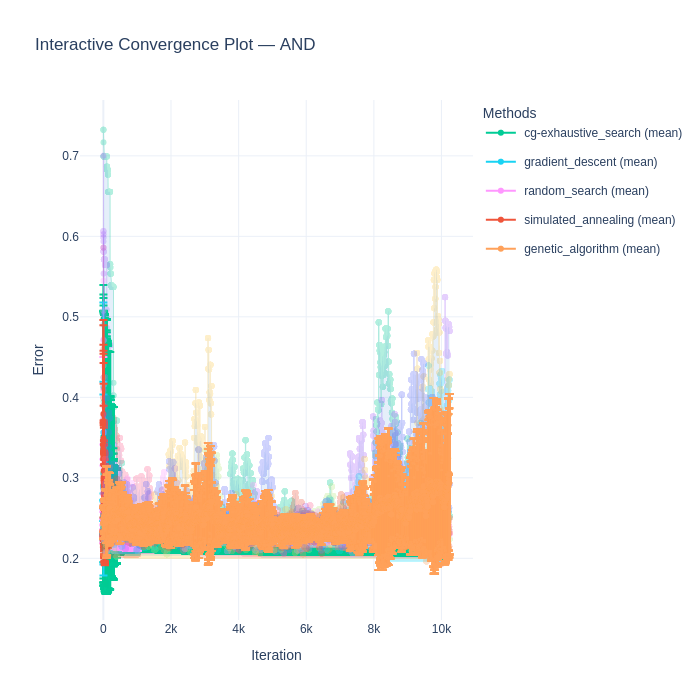 Interactive Convergence Plot — AND
Methods
cg-exhaustive_search (mean)
gradient_descent (mean)
random_search (mean)
simulated_annealing (mean)
genetic_algorithm (mean)
Error
0.7
0.6
0.5
0.4
0.3
0.2
0
2k
4k
6k
8k
10k
Iteration